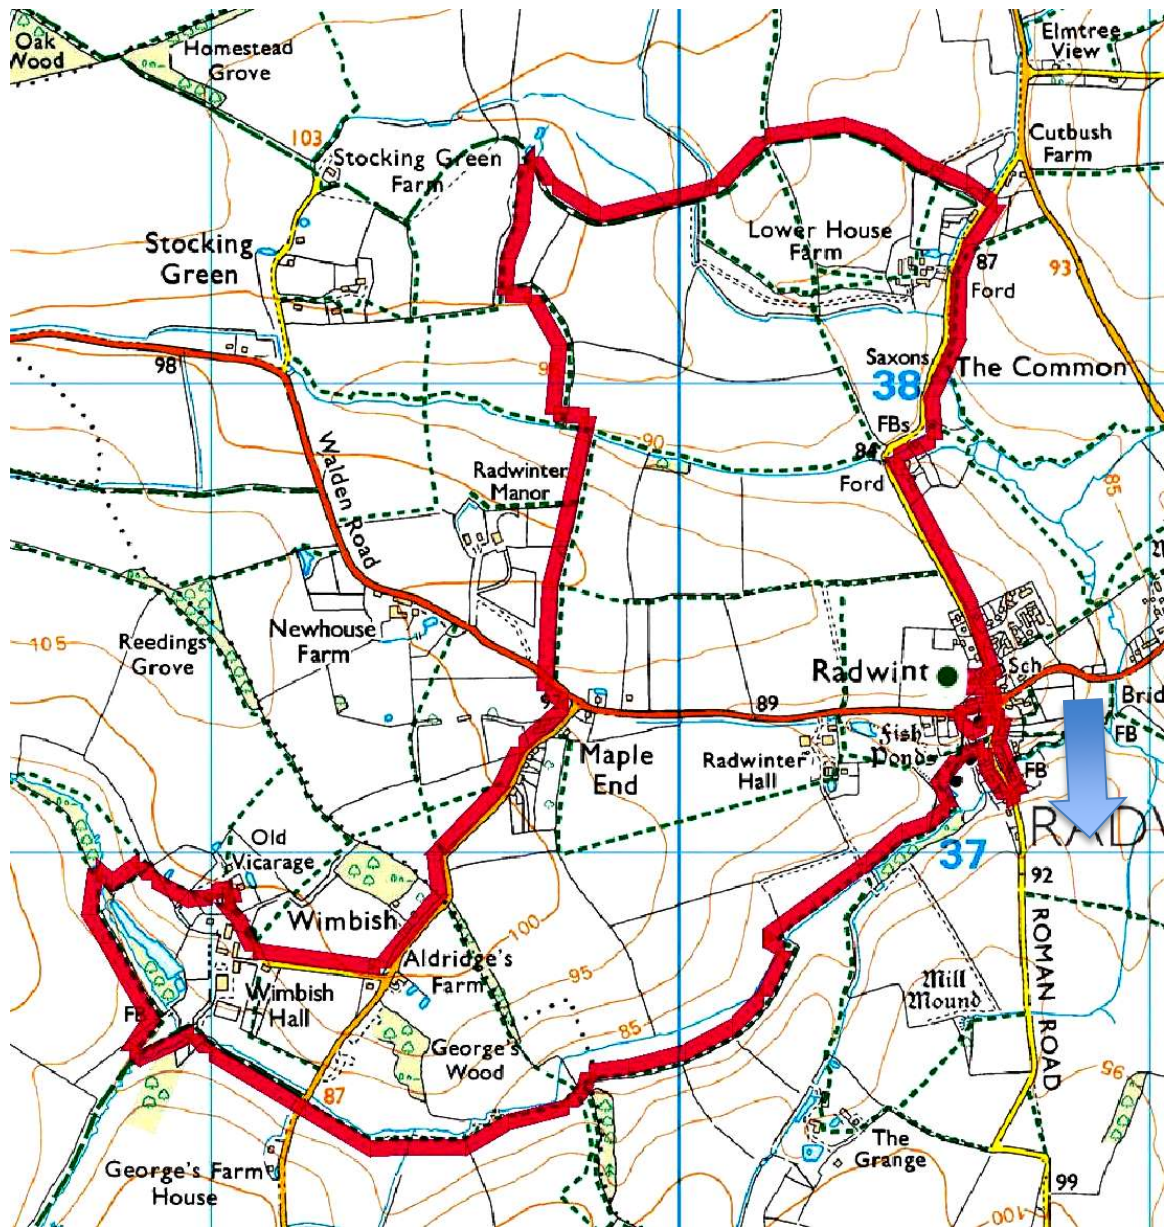 Oak
Wood
Homestead
Grove
Elmtree
View
103
Stocking Green
Farm
Cutbush
Farm
Stocking
Green
Lower House
Farm
87
93
Ford
98
Saxons
38
The Common
FBs
84
Ford
90
85
Walden Road
Radwinter
Manor
105
Reedings
Grove
Newhouse
Farm
Radwint
Sch
89
Brid
Maple
End
Radwinter
Hall
Fish
Ponds
FB
FB
RADW
37
92
Old
Vicarage
Wimbish
100
Aldridge's
Farm
95
Mill
Mound
ROMAN ROAD
Wimbish
Hall
FB
85
George's
Wood
87
95
The
Grange
George's Farm
House
99
100